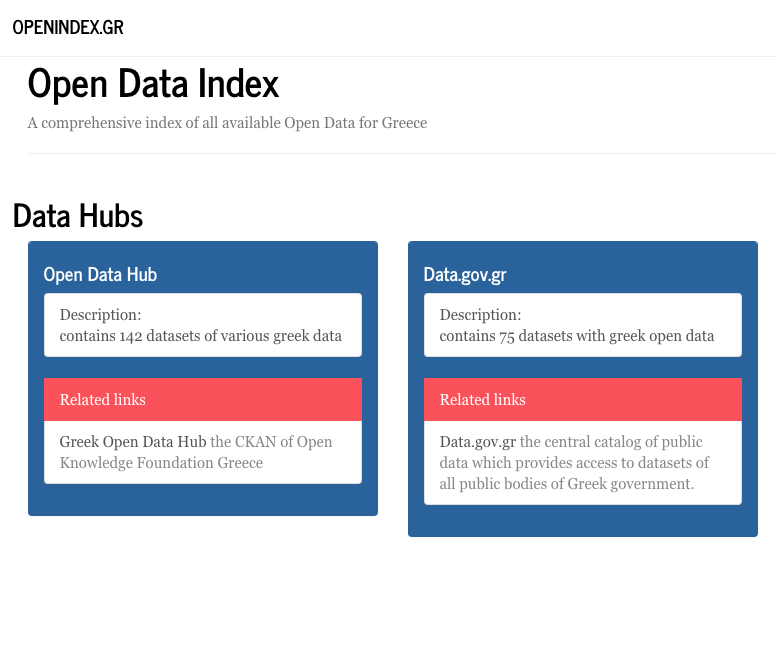 OPENINDEX.GR
Open Data Index
A comprehensive index of all available Open Data for Greece
Data Hubs
Open Data Hub
Description:
contains 142 datasets of various greek data
Related links
Greek Open Data Hub the CKAN of Open
Knowledge Foundation Greece
Data.gov.gr
Description:
contains 75 datasets with greek open data
Related links
Data.gov.gr the central catalog of public
data which provides access to datasets of
all public bodies of Greek government.